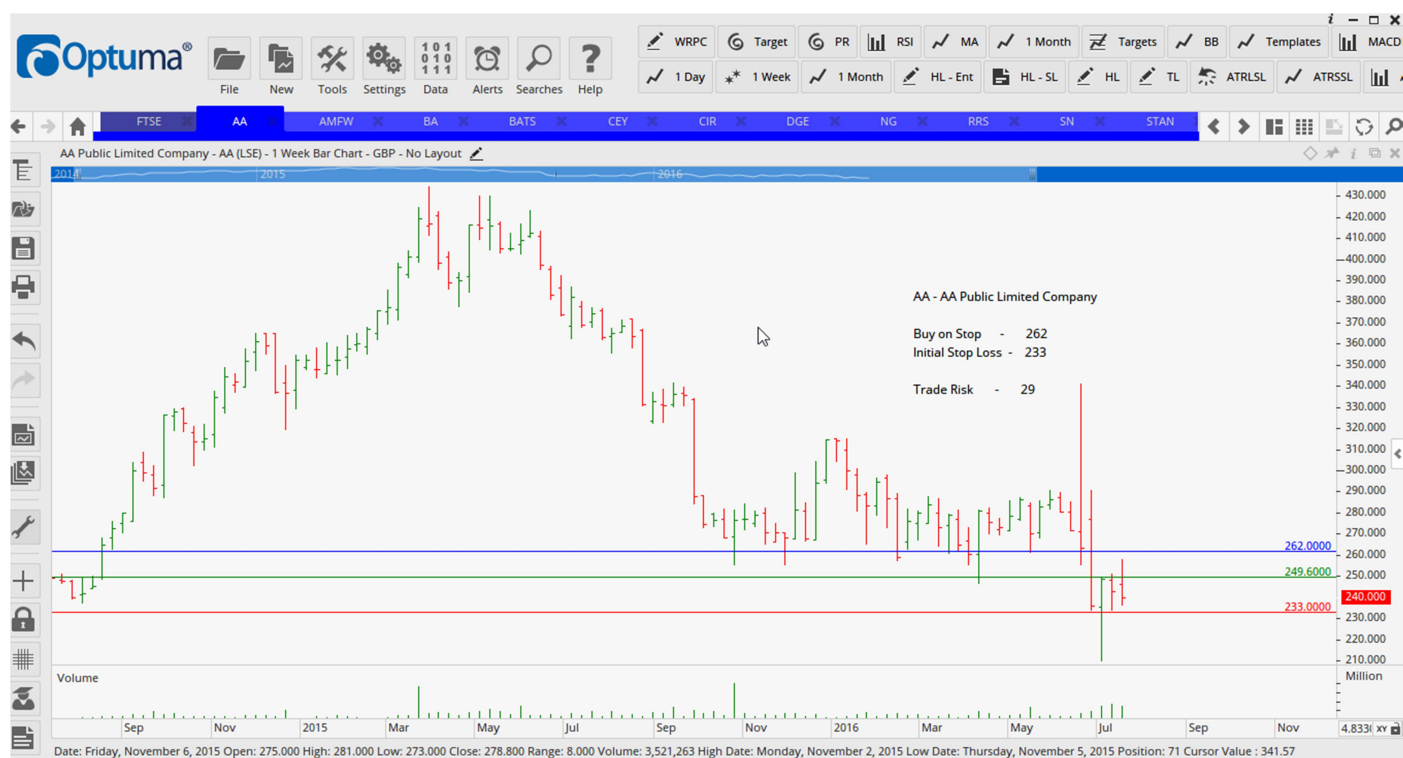 i
Optuma®
File
New
Tools
Settings
Data
Alerts
Searches
Help
WRPC
Target
PR
RSI
MA
1 Month
Targets
BB
Templates
MACD
1 Day
1 Week
1 Month
HL - Ent
HL - SL
HL
TL
ATRLSL
ATRSSL
FTSE
AA
AMFW
BA
BATS
CEY
CIR
DGE
NG
RRS
SN
STAN
AA Public Limited Company - AA (LSE) - 1 Week Bar Chart - GBP - No Layout
2014
2015
2016
430.000
420.000
410.000
400.000
390.000
380.000
370.000
360.000
350.000
340.000
330.000
320.000
310.000
300.000
290.000
280.000
270.000
260.000
250.000
240.000
230.000
220.000
210.000
AA - AA Public Limited Company
Buy on Stop - 262
Initial Stop Loss - 233
Trade Risk - 29
262.0000
249.6000
233.0000
Volume
Million
Sep Nov 2015 Mar May Jul Sep Nov 2016 Mar May Jul Sep Nov
XY
Date: Friday, November 6, 2015 Open: 275.000 High: 281.000 Low: 273.000 Close: 278.800 Range: 8.000 Volume: 3,521,263 High Date: Monday, November 2, 2015 Low Date: Thursday, November 5, 2015 Position: 71 Cursor Value : 341.57